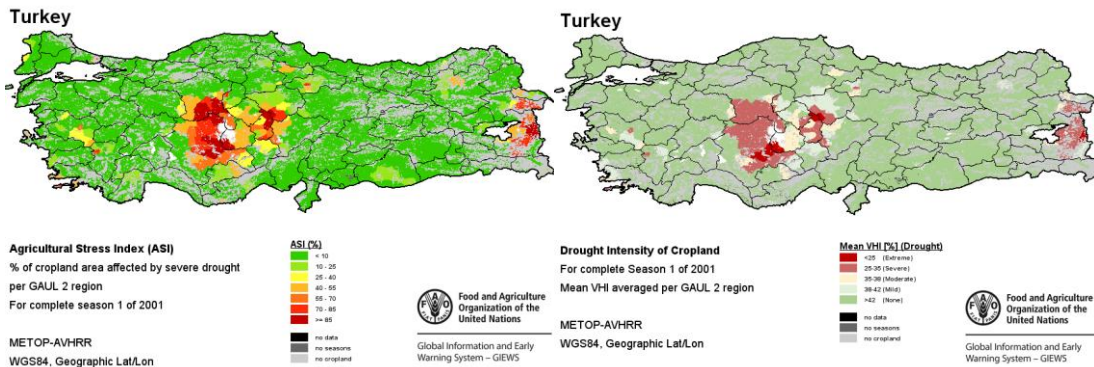 Turkey
Agricultural Stress Index (ASI)
% of cropland area affected by severe drought
per GAUL 2 region
For complete season 1 of 2001
METOP-AVHRR
WGS84, Geographic Lat/Lon
ASI (%)
< 10
10 - 25
25 - 40
40 - 55
55 - 70
70 - 85
>= 85
no data
no seasons
no cropland
FAO
FIAT PANIS
Food and Agriculture
Organization of the
United Nations
Global Information and Early
Warning System – GIEWS
Turkey
Drought Intensity of Cropland
For complete Season 1 of 2001
Mean VHI averaged per GAUL 2 region
METOP-AVHRR
WGS84, Geographic Lat/Lon
Mean VHI [%] (Drought)
<25 (Extreme)
25-35 (Severe)
35-38 (Moderate)
38-42 (Mild)
>42 (None)
no data
no seasons
no cropland
FAO
FIAT PANIS
Food and Agriculture
Organization of the
United Nations
Global Information and Early
Warning System – GIEWS